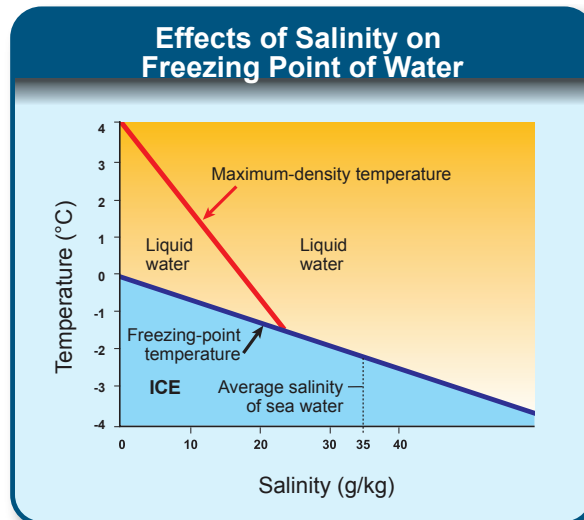 Effects of Salinity on
Freezing Point of Water
Temperature (°C)
4
3
2
1
0
-1
-2
-3
-4
Maximum-density temperature
Liquid
water
Liquid
water
Freezing-point
temperature
ICE
Average salinity
of sea water
0
10
20
30
35
40
Salinity (g/kg)